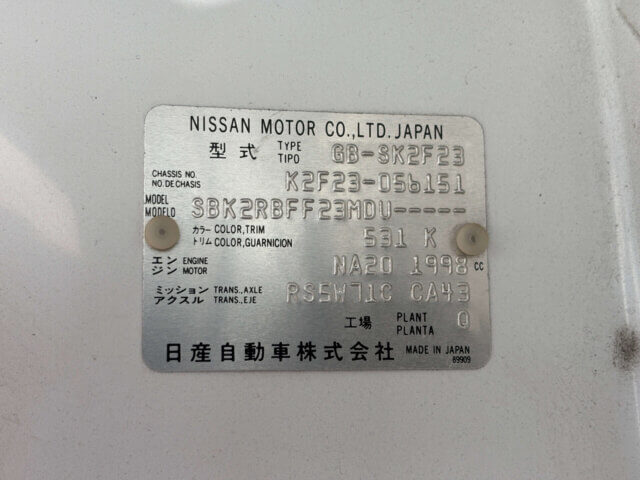 NISSAN MOTOR CO.,LTD. JAPAN
型式 TYPE TIPO GB-SK2F23
CHASSIS NO. NO. DE CHASIS K2F23-056151
MODEL MODELO SBK2RBFF23MDU-----
カラー COLOR, TRIM トリム COLOR, GUARNICION 531 K
エンジン ENGINE MOTOR NA20 1998 cc
ミッション TRANS., AXLE アクスル TRANS., EJE RS5W71C CA43
工場 PLANT PLANTA 0
日産自動車株式会社 MADE IN JAPAN
89909